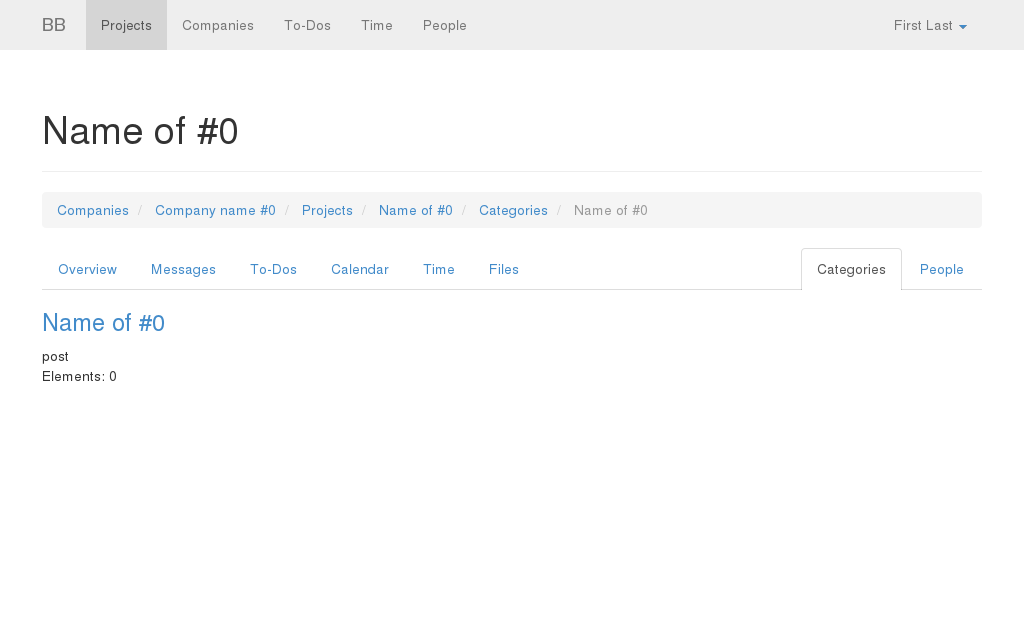 BB Projects Companies To-Dos Time People First Last
Name of #0
Companies / Company name #0 / Projects / Name of #0 / Categories / Name of #0
Overview Messages To-Dos Calendar Time Files Categories People
Name of #0
post
Elements: 0